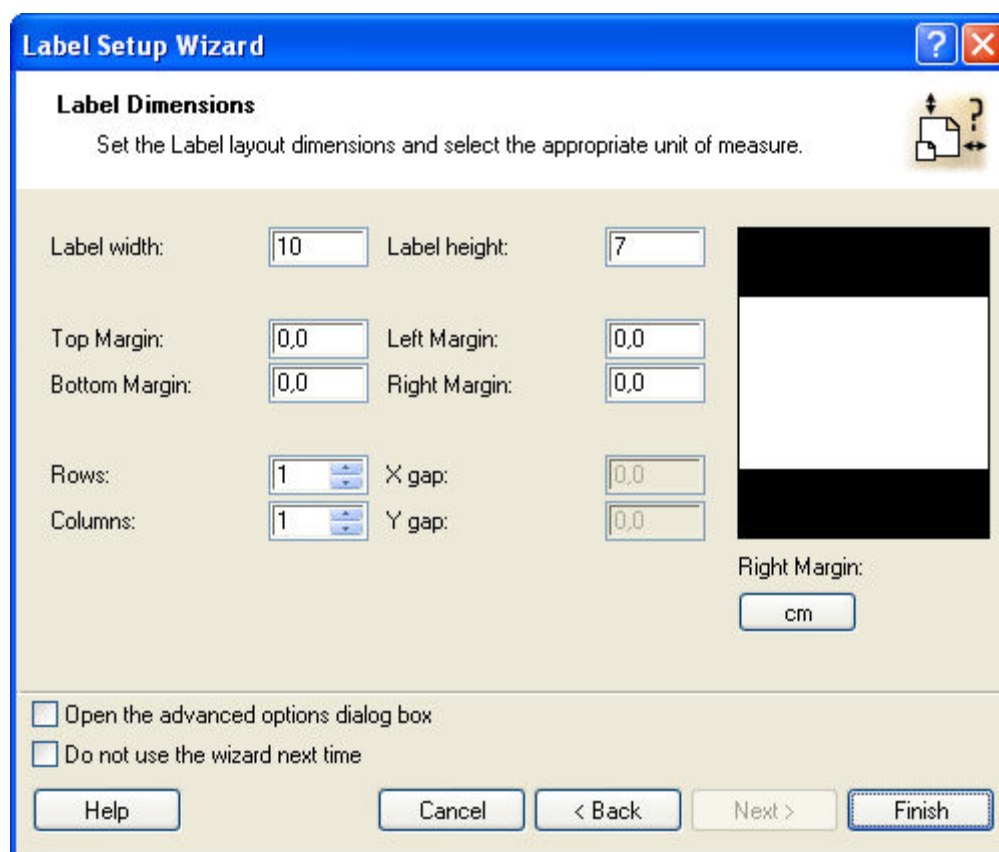 Label Setup Wizard
Label Dimensions
Set the Label layout dimensions and select the appropriate unit of measure.
Label width: 10 Label height: 7
Top Margin: 0,0 Left Margin: 0,0
Bottom Margin: 0,0 Right Margin: 0,0
Rows: 1 X gap: 0,0
Columns: 1 Y gap: 0,0
Right Margin:
cm
Open the advanced options dialog box
Do not use the wizard next time
Help Cancel < Back Next > Finish